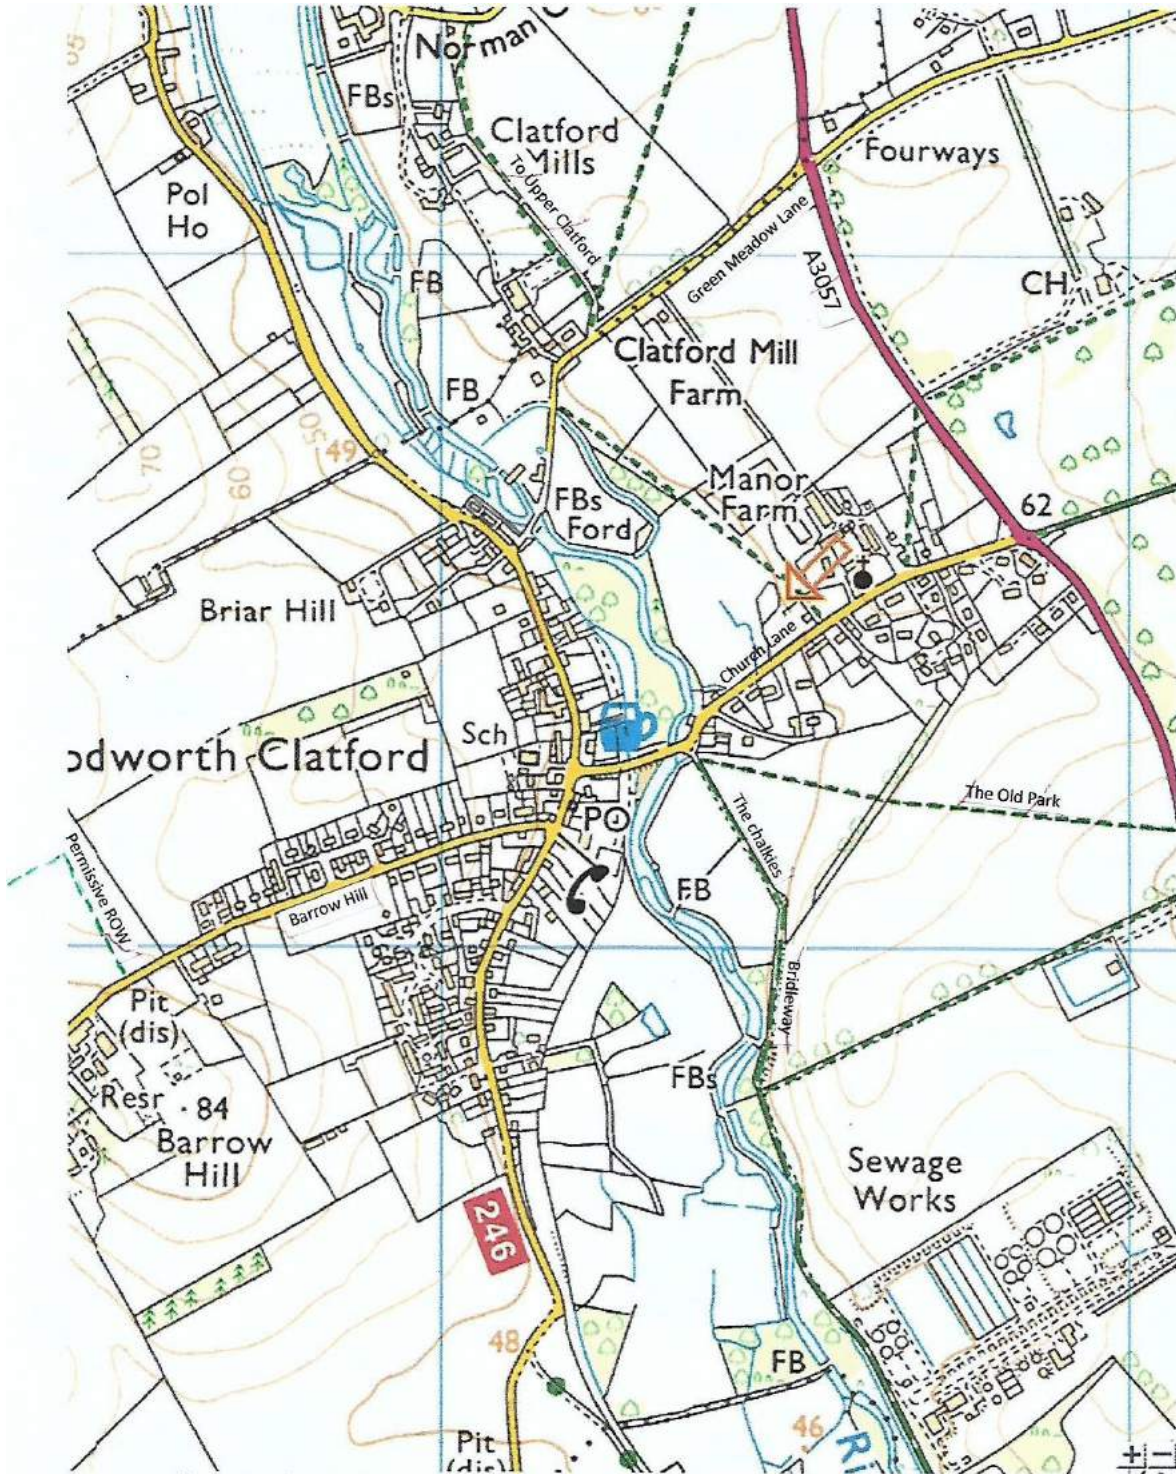 65
Norman
FBs
Clatford
Mills
Fourways
To Upper Clatford
Pol
Ho
Green Meadow Lane
A3057
FB
CH
Clatford Mill
Farm
FB
50
49
70
60
Manor
Farm
62
FBs
Ford
Briar Hill
Church Lane
Sch
odworth Clatford
The Old Park
PO
The chalkies
Permissive ROW
FB
Barrow Hill
Bridleway
Pit
(dis)
FBs
Resr
84
Barrow
Hill
Sewage
Works
246
48
FB
46
Ri
Pit
(dis)